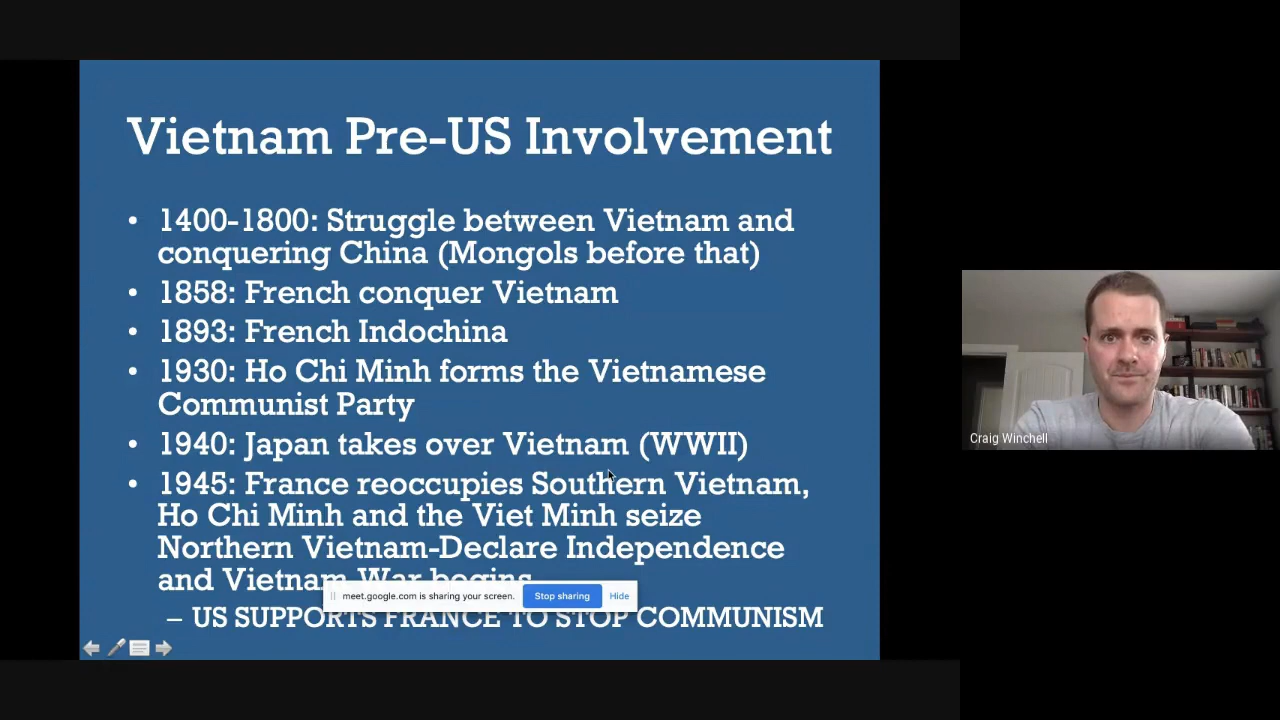 Vietnam Pre-US Involvement
• 1400-1800: Struggle between Vietnam and
conquering China (Mongols before that)
• 1858: French conquer Vietnam
• 1893: French Indochina
• 1930: Ho Chi Minh forms the Vietnamese
Communist Party
• 1940: Japan takes over Vietnam (WWII)
• 1945: France reoccupies Southern Vietnam,
Ho Chi Minh and the Viet Minh seize
Northern Vietnam-Declare Independence
and Vietnam War begins
meet.google.com is sharing your screen. Stop sharing Hide
– US SUPPORTS FRANCE TO STOP COMMUNISM
Craig Winchell